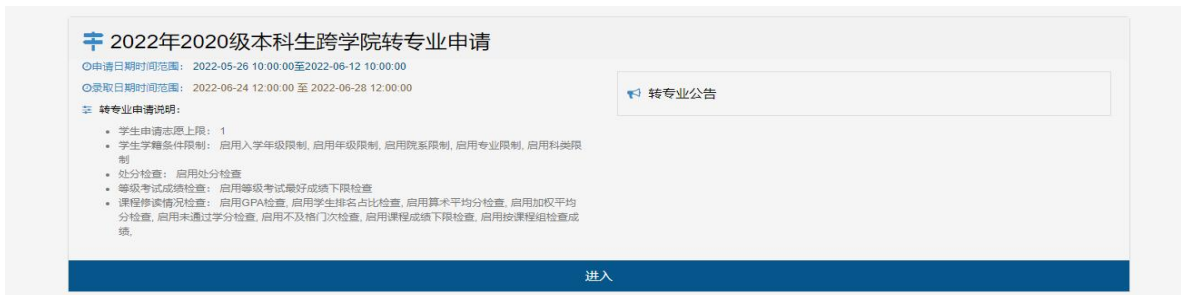 2022年2020级本科生跨学院转专业申请
申请日期时间范围： 2022-05-26 10:00:00至2022-06-12 10:00:00
录取日期时间范围： 2022-06-24 12:00:00 至 2022-06-28 12:00:00
转专业公告
转专业申请说明：
学生申请志愿上限： 1
学生学籍条件限制： 启用入学年级限制, 启用年级限制, 启用院系限制, 启用专业限制, 启用科类限
制
处分检查： 启用处分检查
等级考试成绩检查： 启用等级考试最好成绩下限检查
课程修读情况检查： 启用GPA检查, 启用学生排名占比检查, 启用算术平均分检查, 启用加权平均
分检查, 启用未通过学分检查, 启用不及格门次检查, 启用课程成绩下限检查, 启用按课程组检查成
绩,
进入